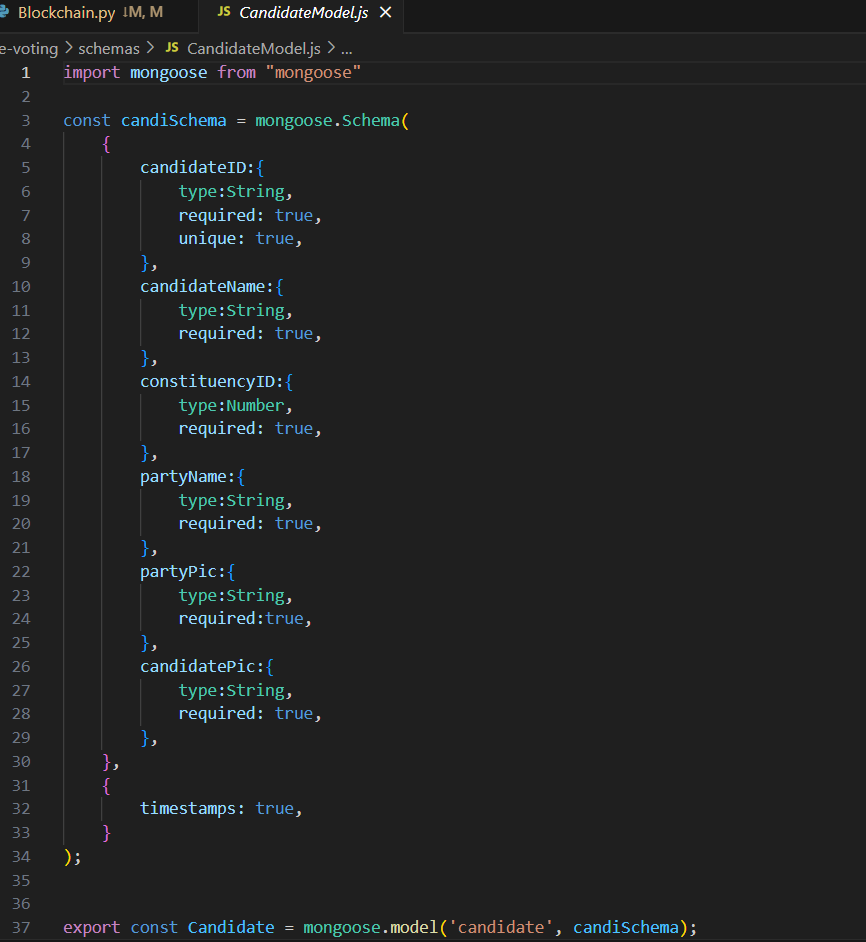 Blockchain.py ↓M, M
JS CandidateModel.js ×
e-voting > schemas > JS CandidateModel.js > ...
1 import mongoose from "mongoose"
2
3 const candiSchema = mongoose.Schema(
4     {
5         candidateID:{
6             type:String,
7             required: true,
8             unique: true,
9         },
10         candidateName:{
11             type:String,
12             required: true,
13         },
14         constituencyID:{
15             type:Number,
16             required: true,
17         },
18         partyName:{
19             type:String,
20             required: true,
21         },
22         partyPic:{
23             type:String,
24             required:true,
25         },
26         candidatePic:{
27             type:String,
28             required: true,
29         },
30     },
31     {
32         timestamps: true,
33     }
34 );
35
36
37 export const Candidate = mongoose.model('candidate', candiSchema);